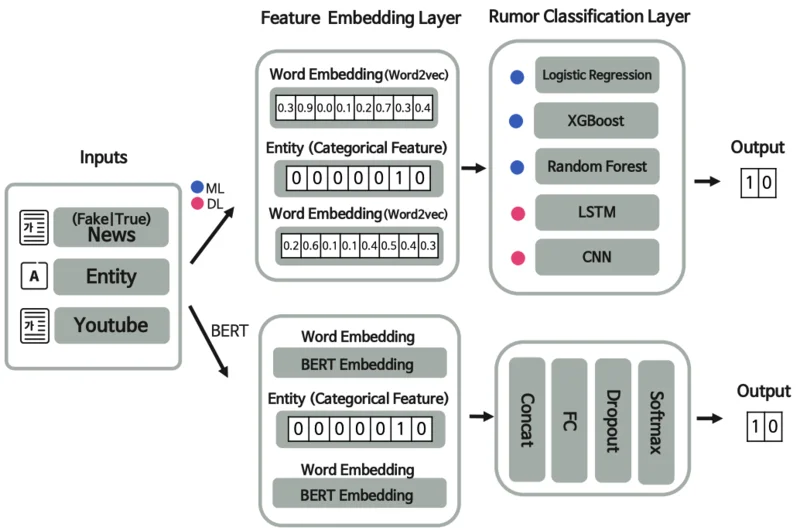 Feature Embedding Layer
Rumor Classification Layer
Inputs
가
(Fake|True)
News
A
Entity
가
Youtube
ML
DL
BERT
Word Embedding(Word2vec)
0.3 0.9 0.0 0.1 0.2 0.7 0.3 0.4
Entity (Categorical Feature)
0 0 0 0 0 1 0
Word Embedding(Word2vec)
0.2 0.6 0.1 0.1 0.4 0.5 0.4 0.3
Logistic Regression
XGBoost
Random Forest
LSTM
CNN
Output
1 0
Word Embedding
BERT Embedding
Entity (Categorical Feature)
0 0 0 0 0 1 0
Word Embedding
BERT Embedding
Concat
FC
Dropout
Softmax
Output
1 0